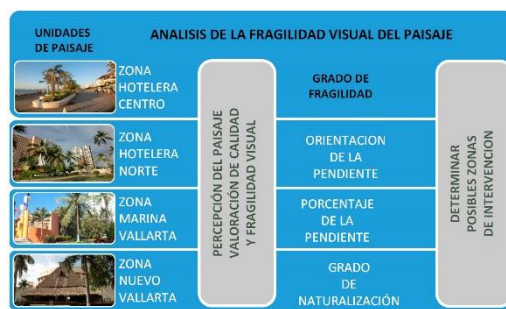 UNIDADES
DE PAISAJE
ANALISIS DE LA FRAGILIDAD VISUAL DEL PAISAJE
ZONA
HOTELERA
CENTRO
ZONA
HOTELERA
NORTE
ZONA
MARINA
VALLARTA
ZONA
NUEVO
VALLARTA
PERCEPCIÓN DEL PAISAJE
VALORACIÓN DE CALIDAD
Y FRAGILIDAD VISUAL
GRADO DE
FRAGILIDAD
ORIENTACION
DE LA
PENDIENTE
PORCENTAJE
DE LA
PENDIENTE
GRADO
DE
NATURALIZACIÓN
DETERMINAR
POSIBLES ZONAS
DE INTERVENCION